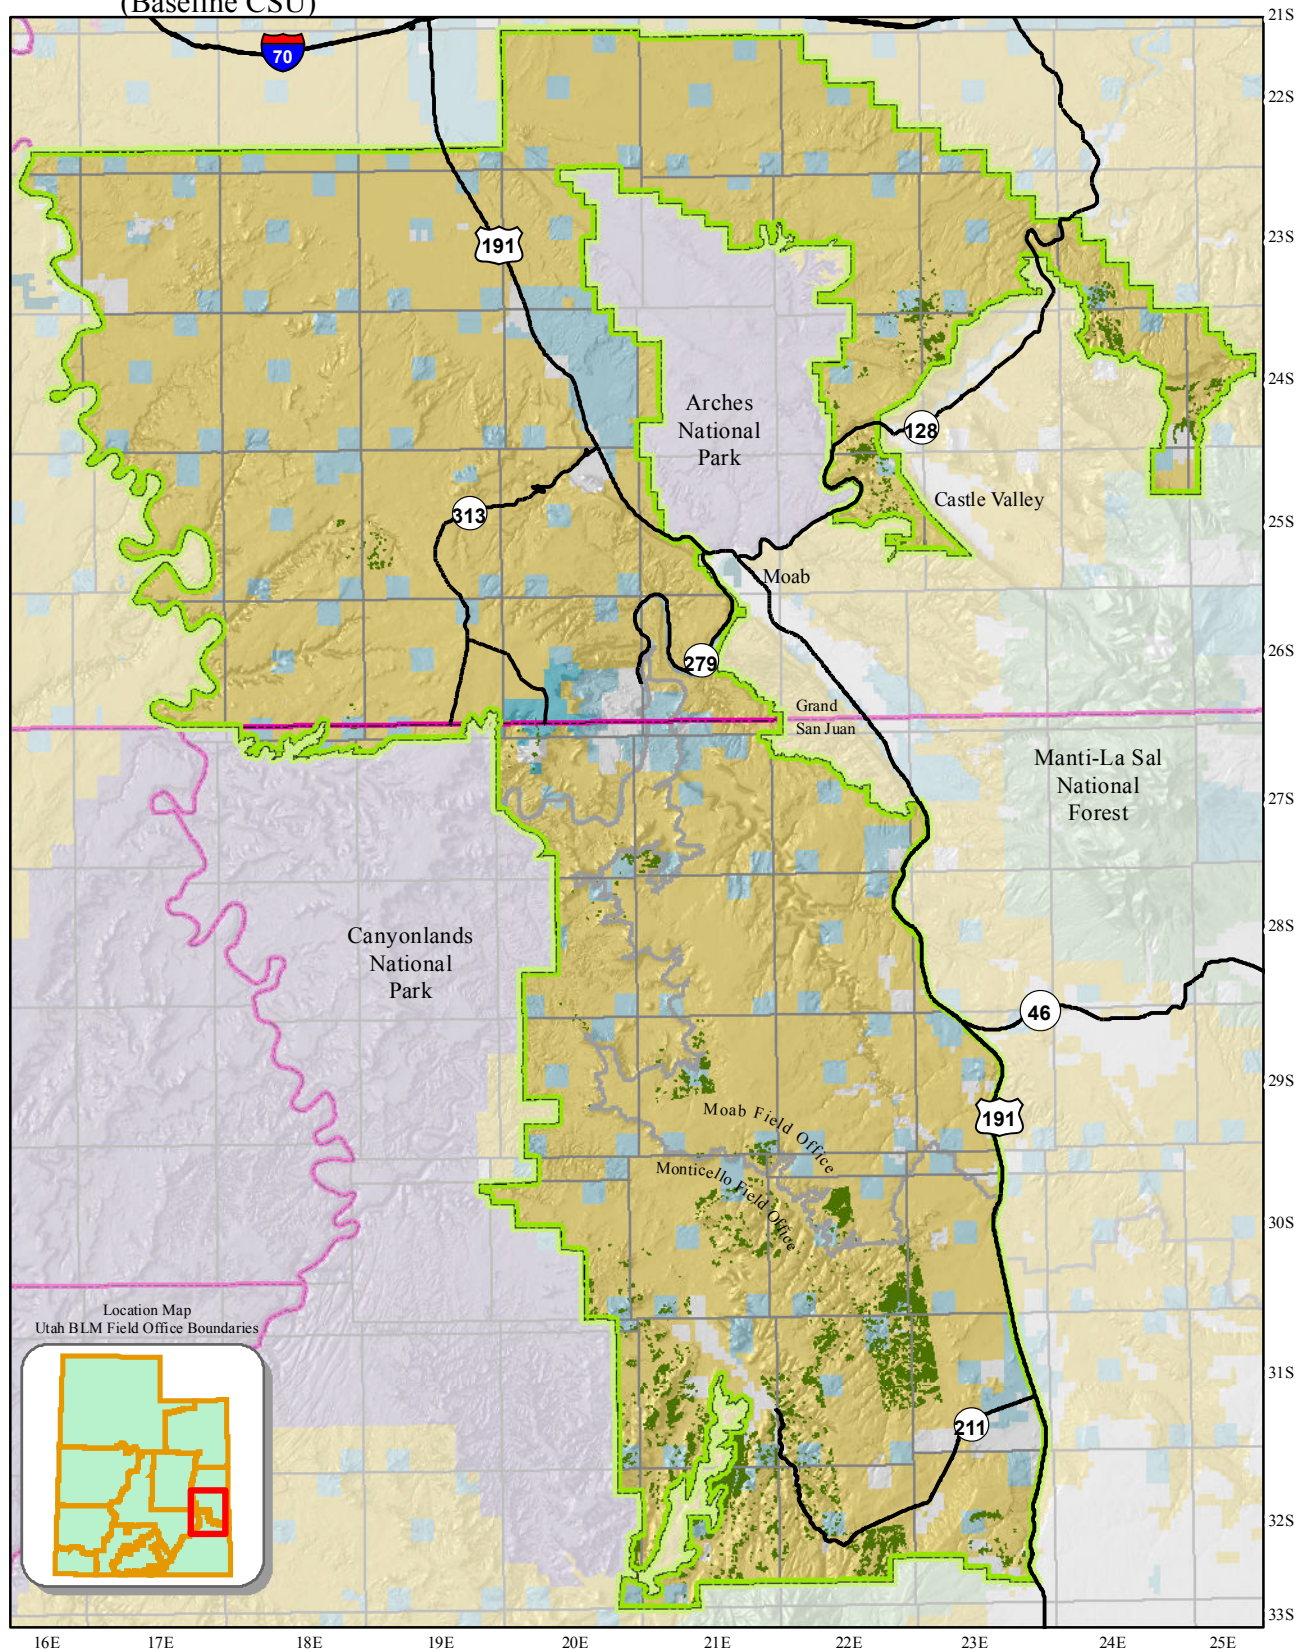 (Baseline CSU)
21S
70
22S
191
23S
Arches
National
Park
24S
128
313
Castle Valley
25S
Moab
279
26S
Grand
San Juan
Manti-La Sal
National
Forest
27S
Canyonlands
National
Park
28S
46
29S
191
Moab Field Office
Monticello Field Office
30S
Location Map
Utah BLM Field Office Boundaries
31S
211
32S
33S
16E 17E 18E 19E 20E 21E 22E 23E 24E 25E